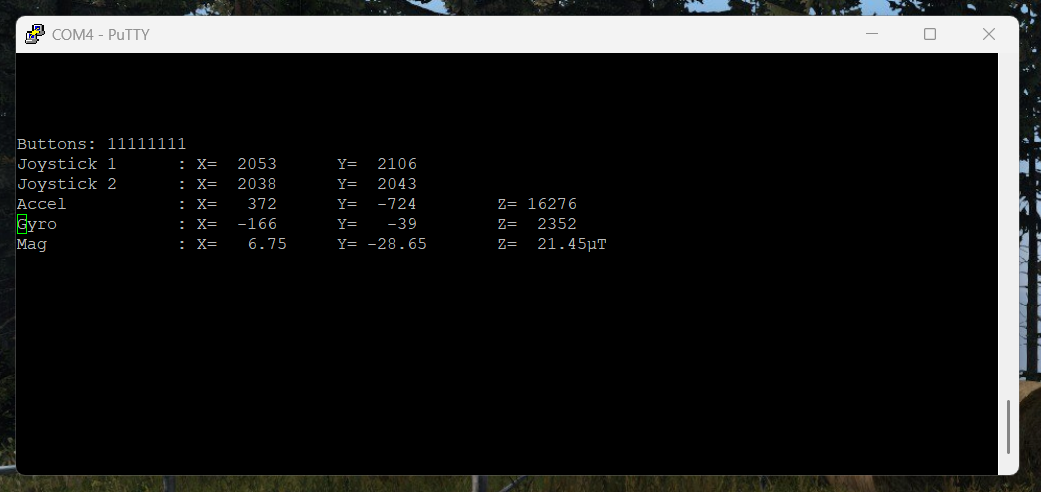 COM4 - PuTTY
Buttons: 11111111
Joystick 1      : X=  2053      Y=  2106
Joystick 2      : X=  2038      Y=  2043
Accel           : X=   372      Y=  -724        Z= 16276
Gyro            : X=  -166      Y=   -39        Z=  2352
Mag             : X=   6.75     Y= -28.65       Z=  21.45µT